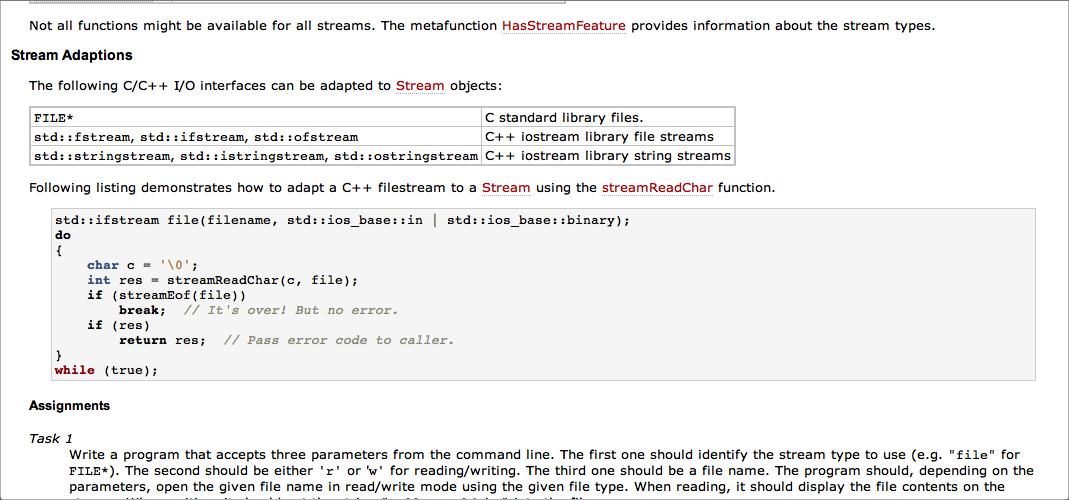 Not all functions might be available for all streams. The metafunction HasStreamFeature provides information about the stream types.
Stream Adaptions
The following C/C++ I/O interfaces can be adapted to Stream objects:
FILE* C standard library files.
std::fstream, std::ifstream, std::ofstream C++ iostream library file streams
std::stringstream, std::istringstream, std::ostringstream C++ iostream library string streams
Following listing demonstrates how to adapt a C++ filestream to a Stream using the streamReadChar function.
std::ifstream file(filename, std::ios_base::in | std::ios_base::binary);
do
{
    char c = '\0';
    int res = streamReadChar(c, file);
    if (streamEof(file))
        break;  // It's over! But no error.
    if (res)
        return res;  // Pass error code to caller.
}
while (true);
Assignments
Task 1
Write a program that accepts three parameters from the command line. The first one should identify the stream type to use (e.g. "file" for
FILE*). The second should be either 'r' or 'w' for reading/writing. The third one should be a file name. The program should, depending on the
parameters, open the given file name in read/write mode using the given file type. When reading, it should display the file contents on the